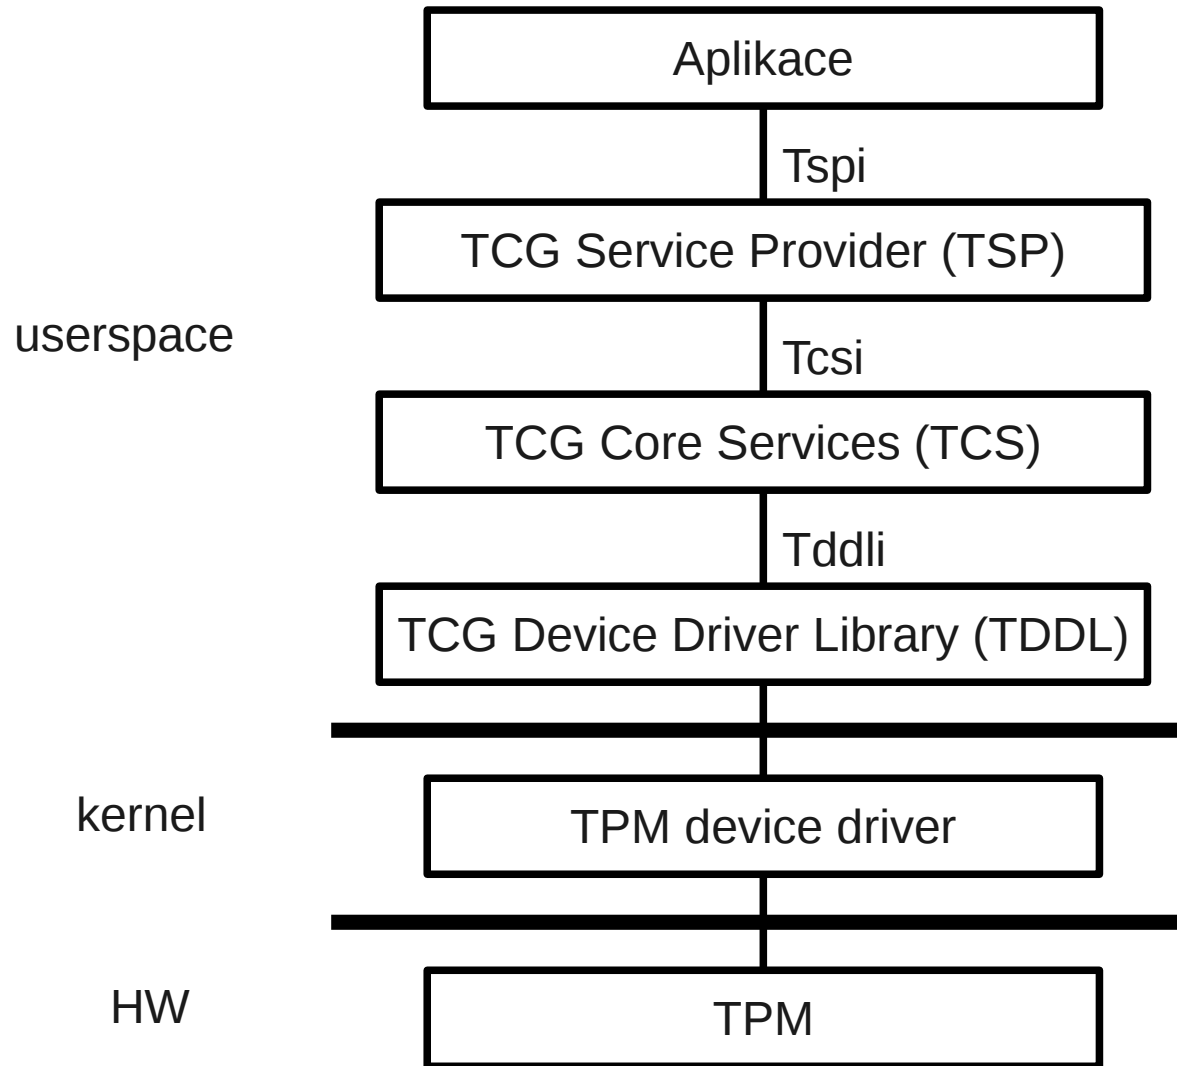 Aplikace
Tspi
TCG Service Provider (TSP)
userspace
Tcsi
TCG Core Services (TCS)
Tddli
TCG Device Driver Library (TDDL)
kernel
TPM device driver
HW
TPM